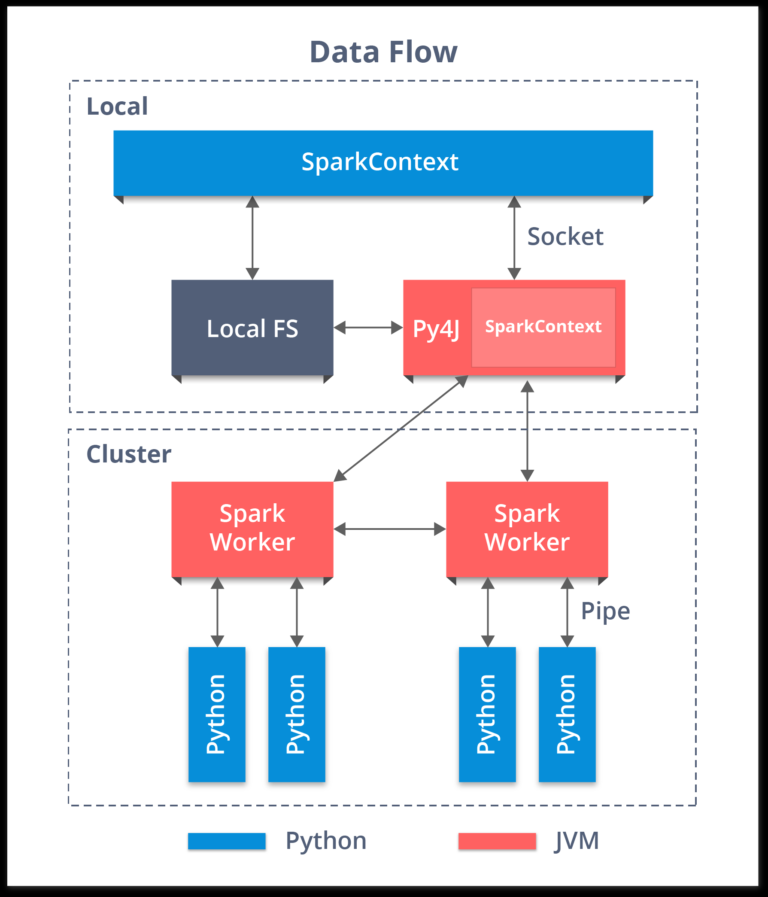 Data Flow
Local
SparkContext
Socket
Local FS
Py4J
SparkContext
Cluster
Spark
Worker
Spark
Worker
Pipe
Python
Python
Python
Python
Python
JVM